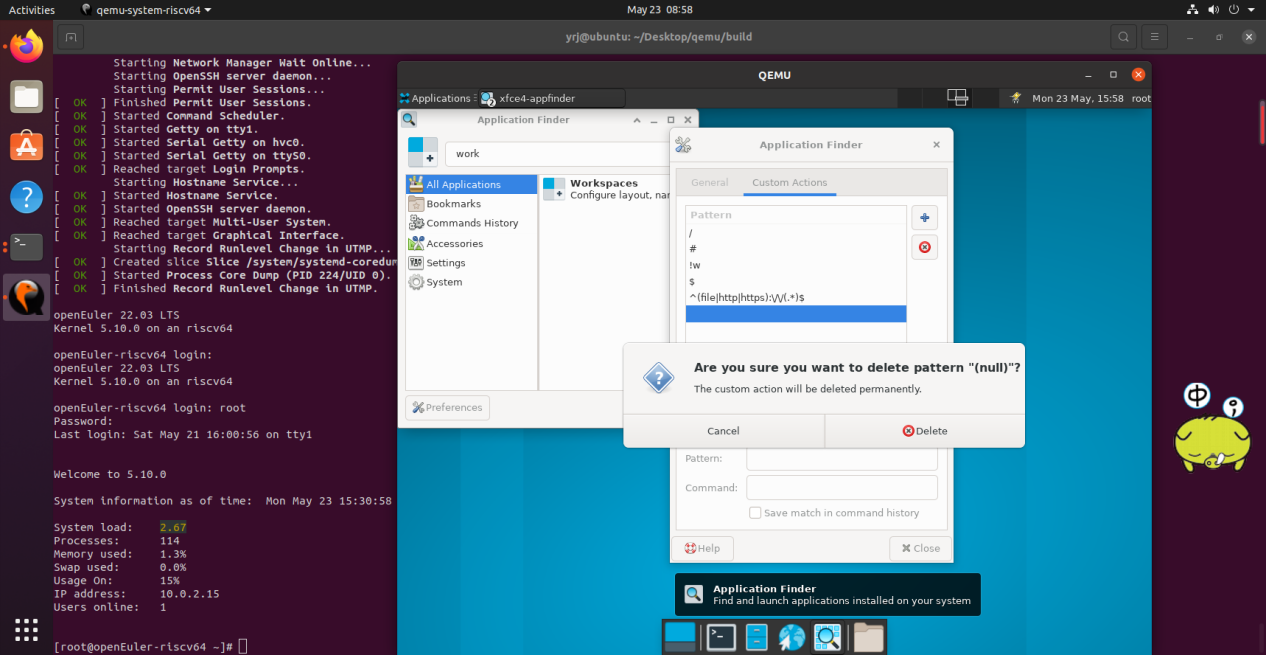 Activities
qemu-system-riscv64
May 23 08:58
yrj@ubuntu: ~/Desktop/qemu/build
Starting Network Manager Wait Online...
Starting OpenSSH server daemon...
Starting Permit User Sessions...
[ OK ] Finished Permit User Sessions.
[ OK ] Started Command Scheduler.
[ OK ] Started Getty on tty1.
[ OK ] Started Serial Getty on hvc0.
[ OK ] Started Serial Getty on ttyS0.
[ OK ] Reached target Login Prompts.
Starting Hostname Service...
[ OK ] Started Hostname Service.
[ OK ] Started OpenSSH server daemon.
[ OK ] Reached target Multi-User System.
[ OK ] Reached target Graphical Interface.
Starting Record Runlevel Change in UTMP...
[ OK ] Created slice Slice /system/systemd-coredum
[ OK ] Started Process Core Dump (PID 224/UID 0).
[ OK ] Finished Record Runlevel Change in UTMP.
openEuler 22.03 LTS
Kernel 5.10.0 on an riscv64
openEuler-riscv64 login:
openEuler 22.03 LTS
Kernel 5.10.0 on an riscv64
openEuler-riscv64 login: root
Password:
Last login: Sat May 21 16:00:56 on tty1
Welcome to 5.10.0
System information as of time: Mon May 23 15:30:58
System load: 2.67
Processes: 114
Memory used: 1.3%
Swap used: 0.0%
Usage On: 15%
IP address: 10.0.2.15
Users online: 1
[root@openEuler-riscv64 ~]#
QEMU
Applications
xfce4-appfinder
Mon 23 May, 15:58 root
Application Finder
work
All Applications
Bookmarks
Commands History
Accessories
Settings
System
Workspaces
Configure layout, nam
Preferences
Application Finder
General
Custom Actions
Pattern
/
#
!w
$
^(file|http|https):\/\/(.*)$
Are you sure you want to delete pattern "(null)"?
The custom action will be deleted permanently.
Cancel
Delete
Pattern:
Command:
Save match in command history
Help
Close
Application Finder
Find and launch applications installed on your system
中